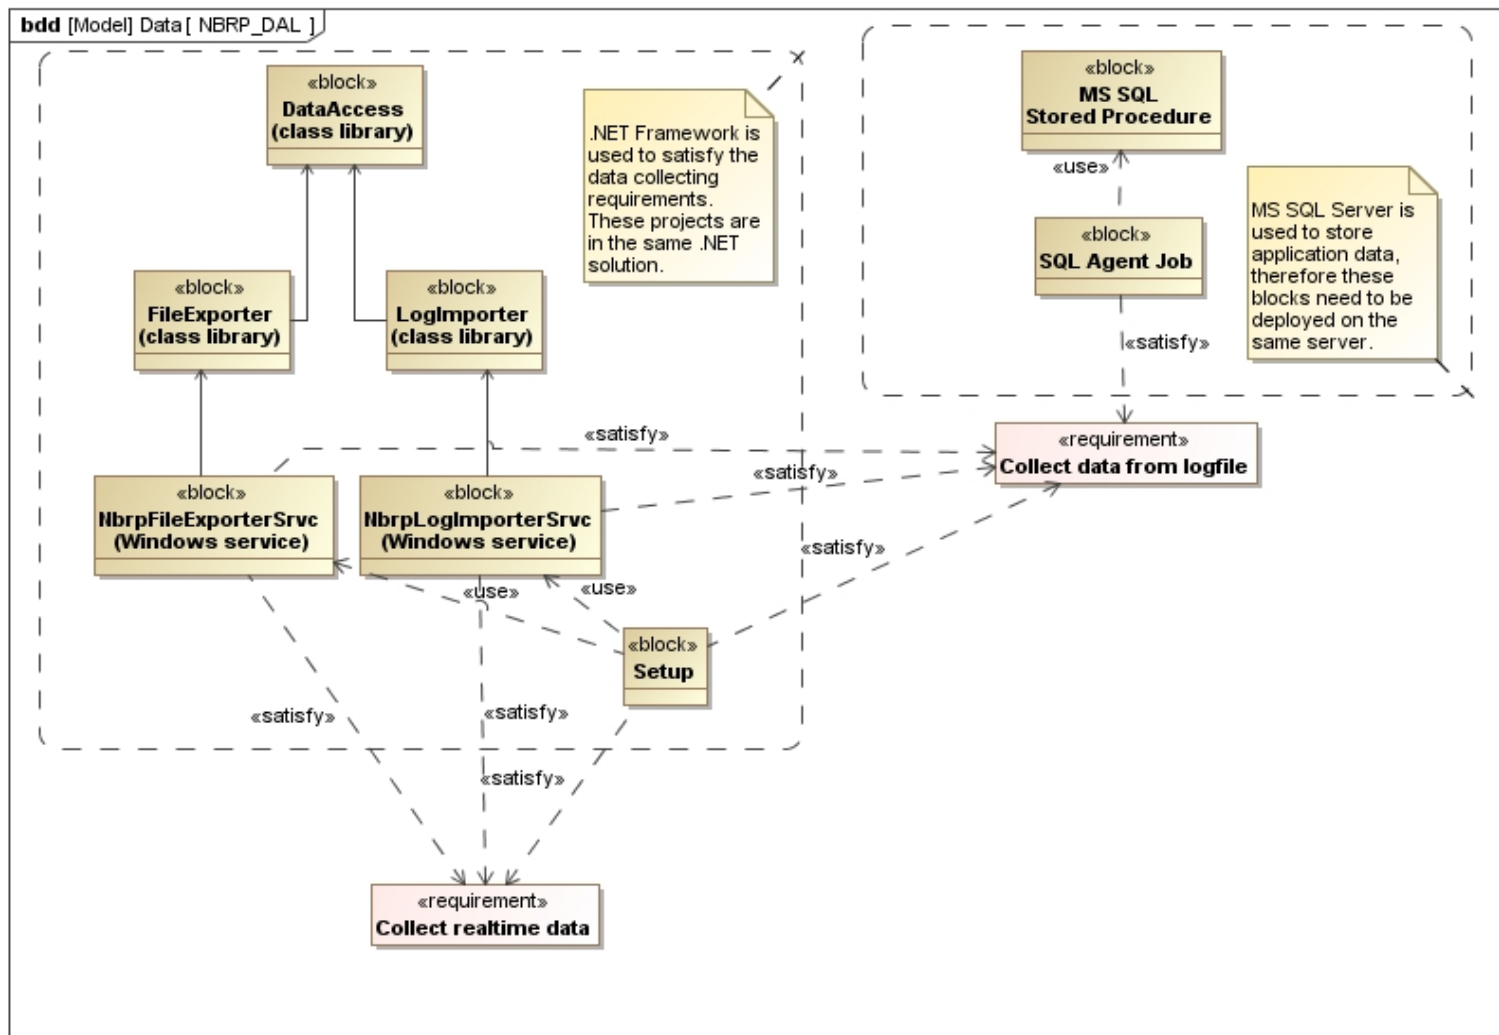 bdd [Model] Data [ NBRP_DAL ]
«block»
DataAccess
(class library)
.NET Framework is
used to satisfy the
data collecting
requirements.
These projects are
in the same .NET
solution.
«block»
FileExporter
(class library)
«block»
LogImporter
(class library)
«block»
MS SQL
Stored Procedure
«use»
«block»
SQL Agent Job
MS SQL Server is
used to store
application data,
therefore these
blocks need to be
deployed on the
same server.
«satisfy»
«requirement»
Collect data from logfile
«satisfy»
«satisfy»
«satisfy»
«block»
NbrpFileExporterSrvc
(Windows service)
«block»
NbrpLogImporterSrvc
(Windows service)
«use»
«use»
«block»
Setup
«satisfy»
«satisfy»
«satisfy»
«requirement»
Collect realtime data